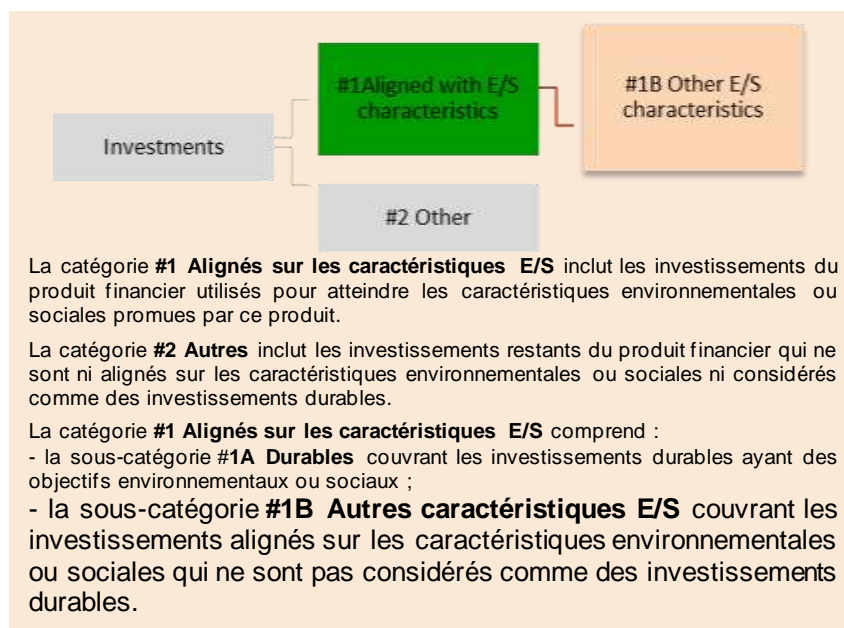 #1Aligned with E/S
characteristics
#1B Other E/S
characteristics
Investments
#2 Other
La catégorie #1 Alignés sur les caractéristiques E/S inclut les investissements du
produit financier utilisés pour atteindre les caractéristiques environnementales ou
sociales promues par ce produit.
La catégorie #2 Autres inclut les investissements restants du produit financier qui ne
sont ni alignés sur les caractéristiques environnementales ou sociales ni considérés
comme des investissements durables.
La catégorie #1 Alignés sur les caractéristiques E/S comprend :
- la sous-catégorie #1A Durables couvrant les investissements durables ayant des
objectifs environnementaux ou sociaux ;
- la sous-catégorie #1B Autres caractéristiques E/S couvrant les
investissements alignés sur les caractéristiques environnementales
ou sociales qui ne sont pas considérés comme des investissements
durables.